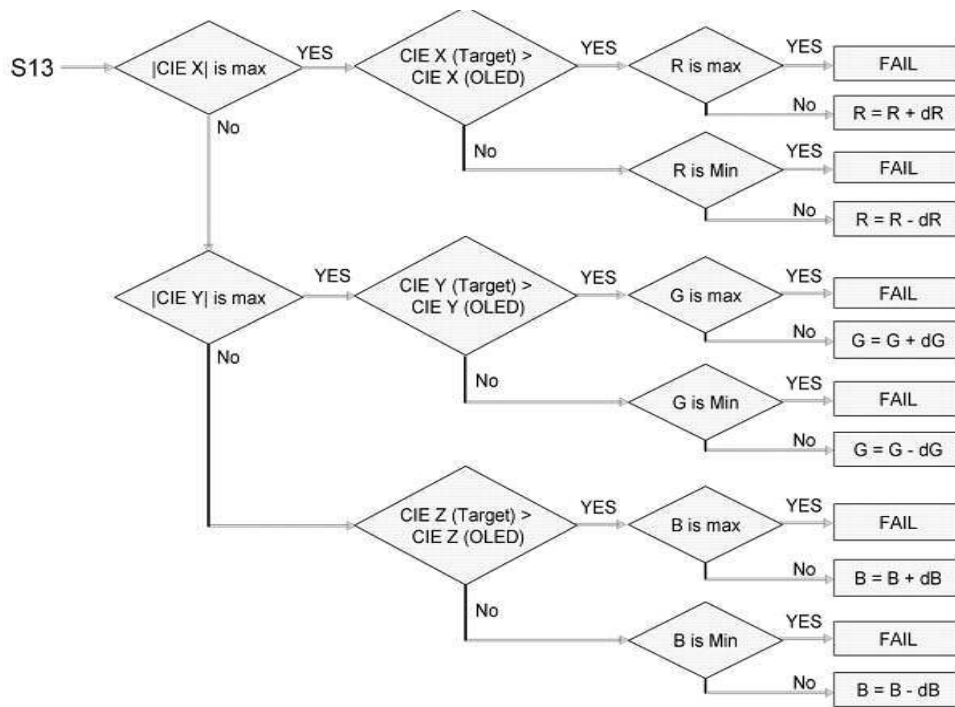 S13
|CIE X| is max
YES
CIE X (Target) >
CIE X (OLED)
YES
R is max
YES
FAIL
No
R = R + dR
No
No
R is Min
YES
FAIL
No
R = R - dR
|CIE Y| is max
YES
CIE Y (Target) >
CIE Y (OLED)
YES
G is max
YES
FAIL
No
G = G + dG
No
No
G is Min
YES
FAIL
No
G = G - dG
CIE Z (Target) >
CIE Z (OLED)
YES
B is max
YES
FAIL
No
B = B + dB
No
B is Min
YES
FAIL
No
B = B - dB